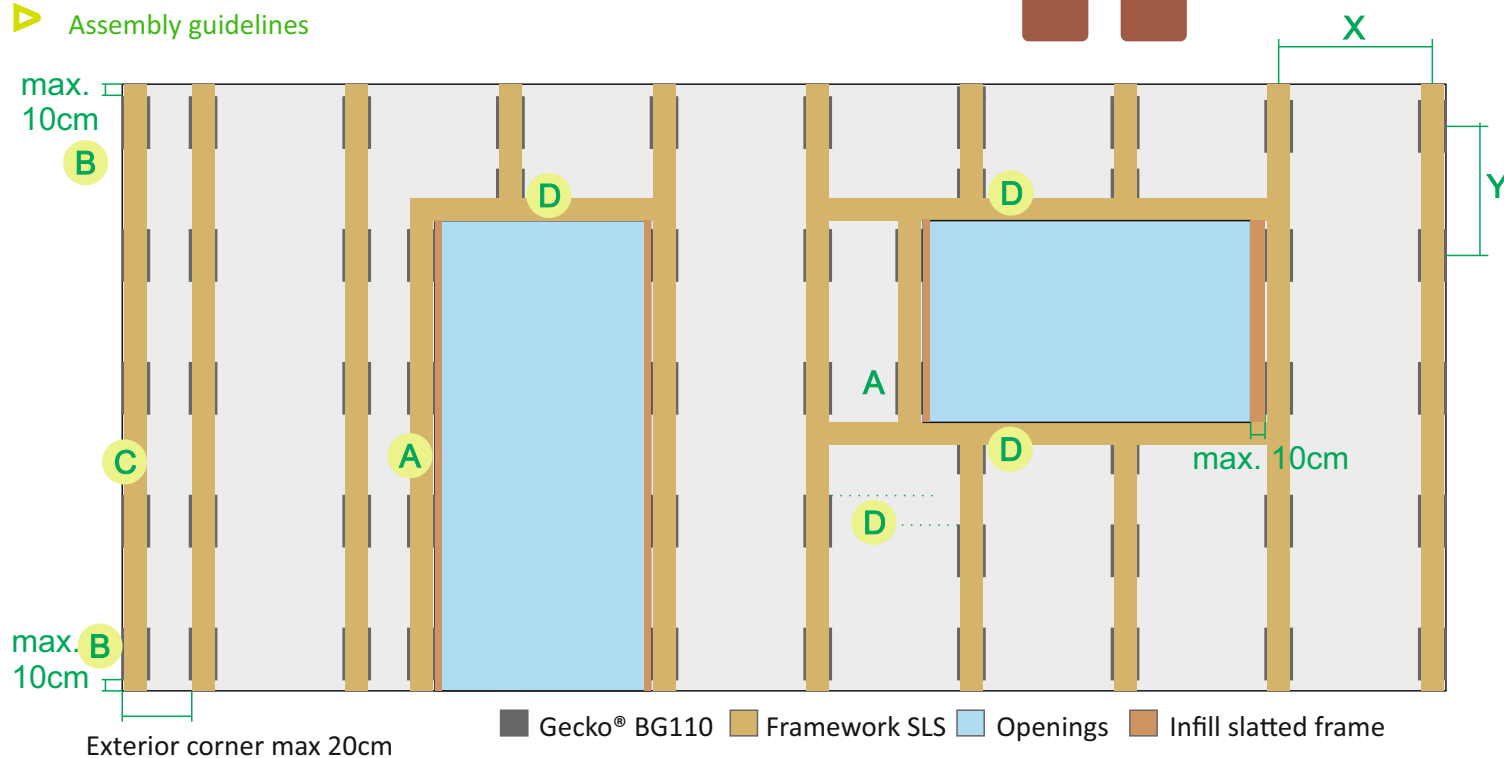 Assembly guidelines
X
max.
10cm
B
Y
D
D
A
C
A
D
max. 10cm
D
max.
B
10cm
Gecko® BG110
Framework SLS
Openings
Infill slatted frame
Exterior corner max 20cm